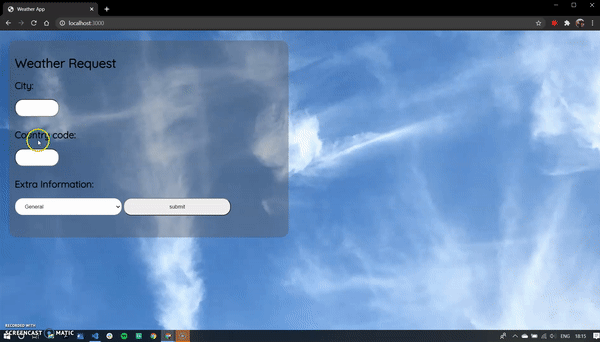 Weather App
localhost:3000
Weather Request
City:
Country code:
Extra Information:
General
submit
RECORDED WITH
SCREENCAST MATIC
ENG
18:15